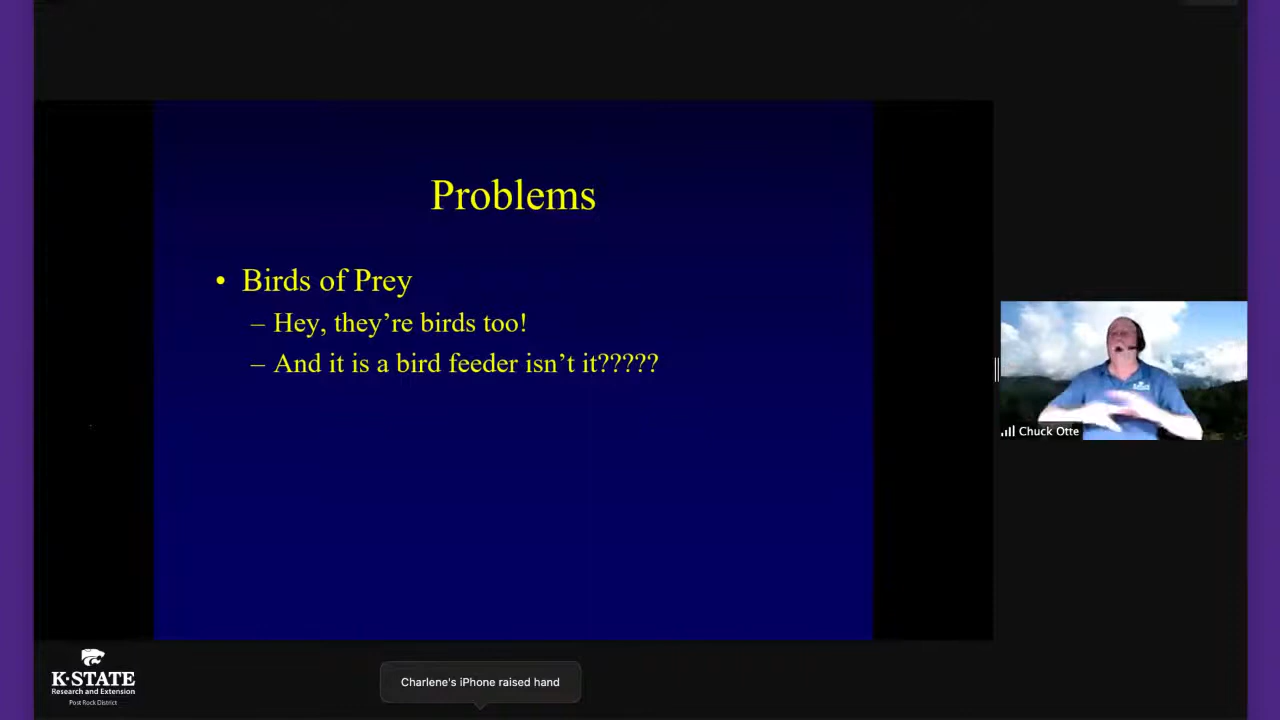 Problems
• Birds of Prey
– Hey, they’re birds too!
– And it is a bird feeder isn’t it?????
Chuck Otte
K-STATE
Research and Extension
Post Rock District
Charlene's iPhone raised hand